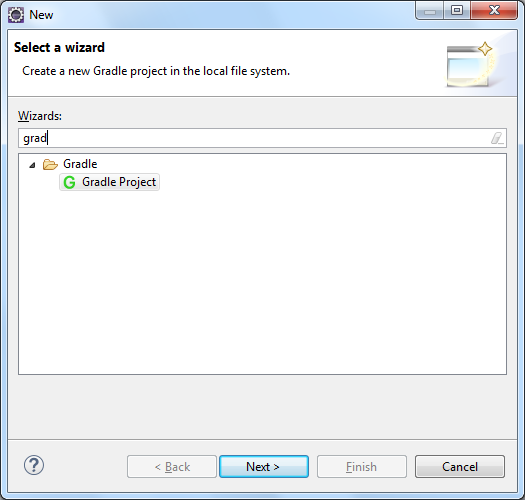 New
Select a wizard
Create a new Gradle project in the local file system.
Wizards:
grad
Gradle
G Gradle Project
? < Back Next > Finish Cancel